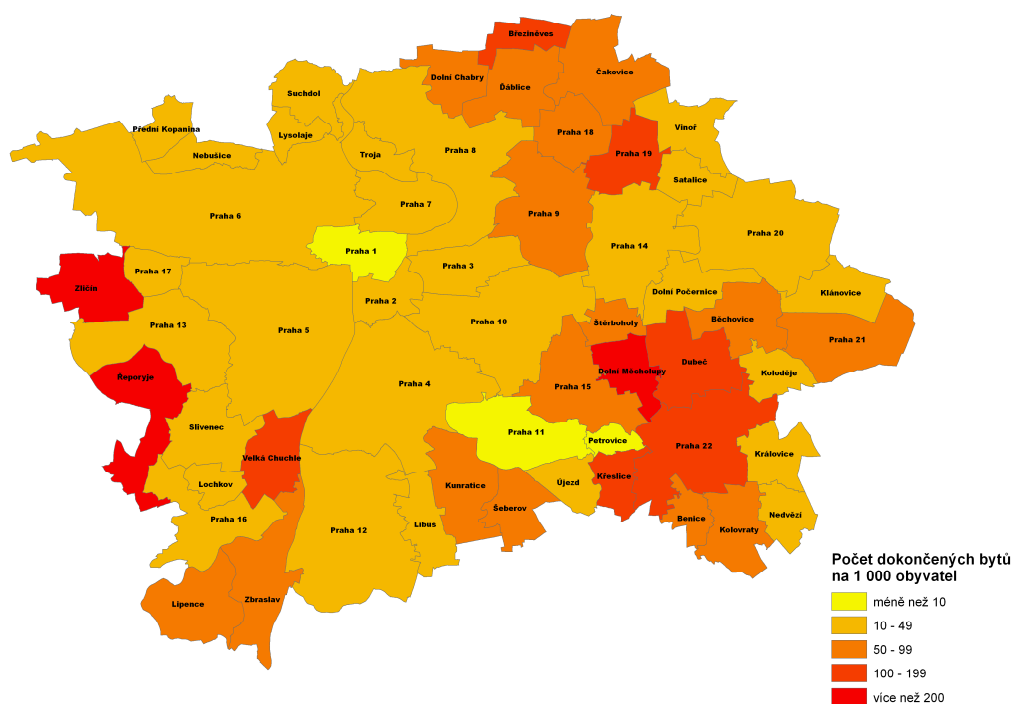 Březiněves
Dolní Chabry
Ďáblice
Čakovice
Suchdol
Přední Kopanina
Lysolaje
Nebušice
Troja
Praha 8
Praha 18
Vinoř
Praha 19
Satalice
Praha 6
Praha 7
Praha 9
Praha 20
Praha 1
Praha 14
Praha 3
Praha 17
Zličín
Praha 2
Dolní Počernice
Klánovice
Praha 13
Praha 5
Praha 10
Štěrboholy
Běchovice
Praha 21
Řeporyje
Praha 4
Praha 15
Dolní Měcholupy
Dubeč
Koloděje
Slivenec
Praha 11
Petrovice
Praha 22
Královice
Velká Chuchle
Lochkov
Kunratice
Újezd
Křeslice
Šeberov
Praha 16
Praha 12
Libuš
Benice
Kolovraty
Nedvězí
Lipence
Zbraslav
Počet dokončených bytů
na 1 000 obyvatel
méně než 10
10 - 49
50 - 99
100 - 199
více než 200